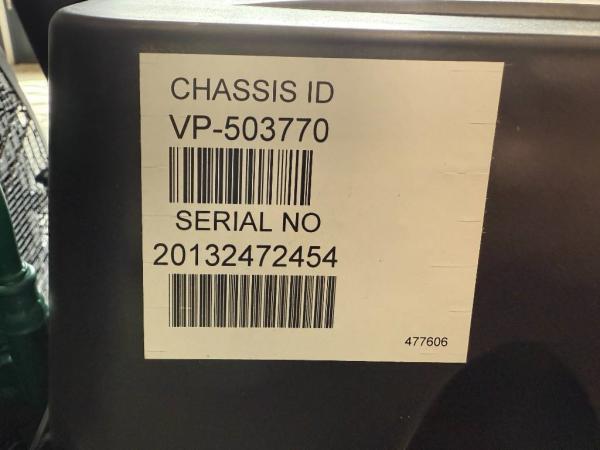 CHASSIS ID
VP-503770
SERIAL NO
20132472454
477606